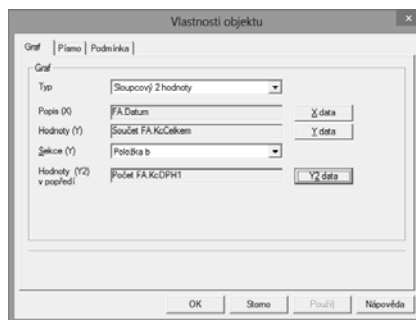 Vlastnosti objektu
x
Graf Písmo Podmínka
Graf
Typ Sloupcový 2 hodnoty
Popis (X) FA.Datum X data
Hodnoty (Y) Součet FA.KcCelkem Y data
Sekce (Y) Položka b
Hodnoty (Y2) v popředí Počet FA.KcDPH1 Y2 data
OK Storno Použít Nápověda